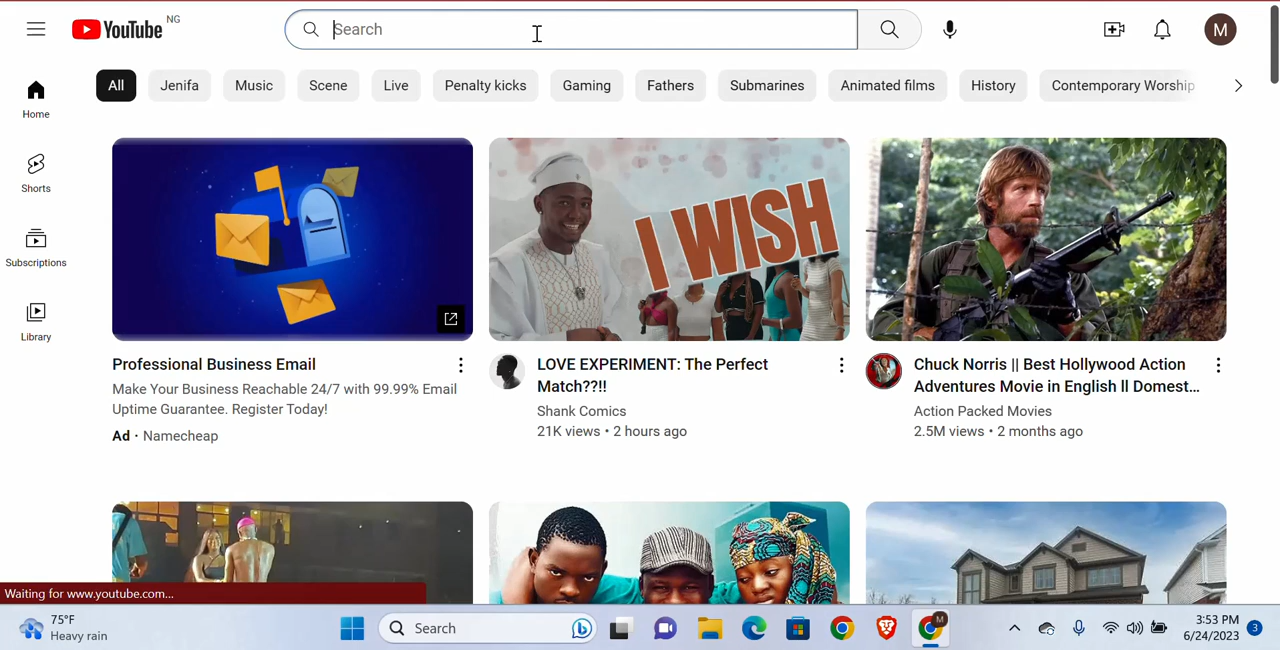 YouTube NG
Search
M
All Jenifa Music Scene Live Penalty kicks Gaming Fathers Submarines Animated films History Contemporary Worship
Home
Shorts
Subscriptions
Library
Professional Business Email
Make Your Business Reachable 24/7 with 99.99% Email
Uptime Guarantee. Register Today!
Ad · Namecheap
I WISH
LOVE EXPERIMENT: The Perfect
Match??!!
Shank Comics
21K views • 2 hours ago
Chuck Norris || Best Hollywood Action
Adventures Movie in English ll Domest...
Action Packed Movies
2.5M views • 2 months ago
Waiting for www.youtube.com...
75°F
Heavy rain
Search
M
3:53 PM
6/24/2023
3